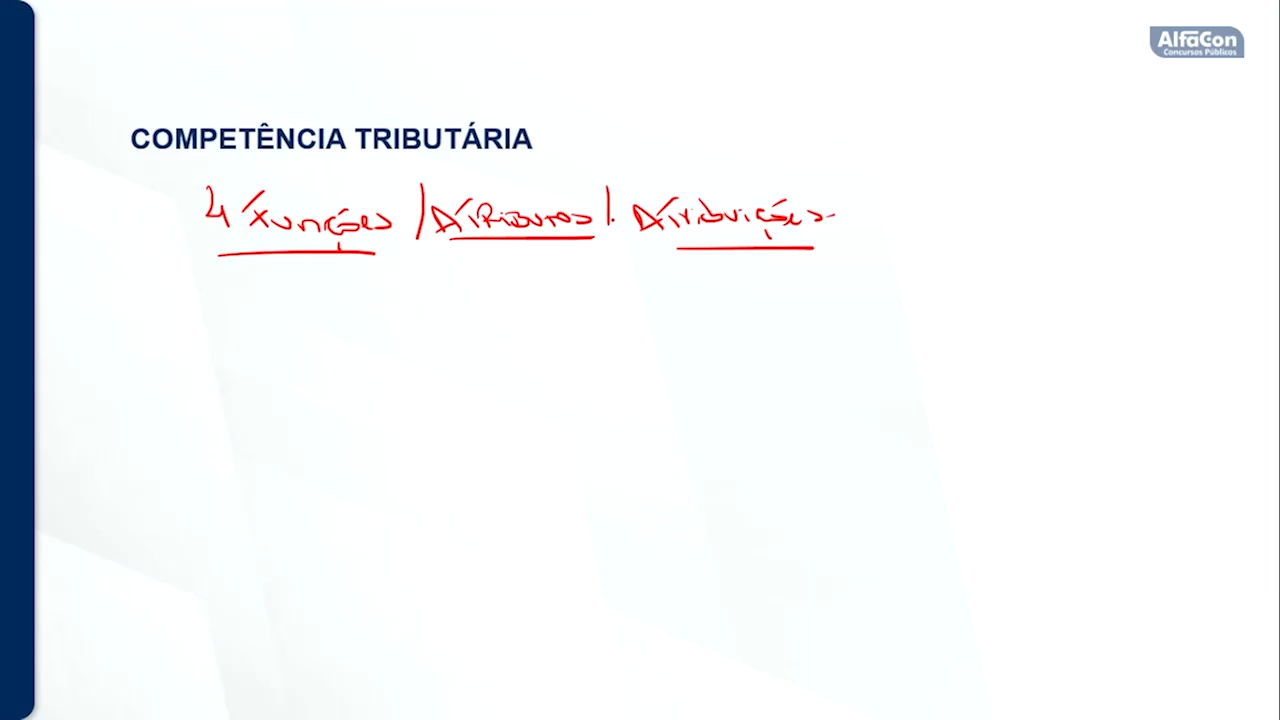 AlfaCon
Concursos Públicos
COMPETÊNCIA TRIBUTÁRIA
4 Funções / Atributos / Atribuições